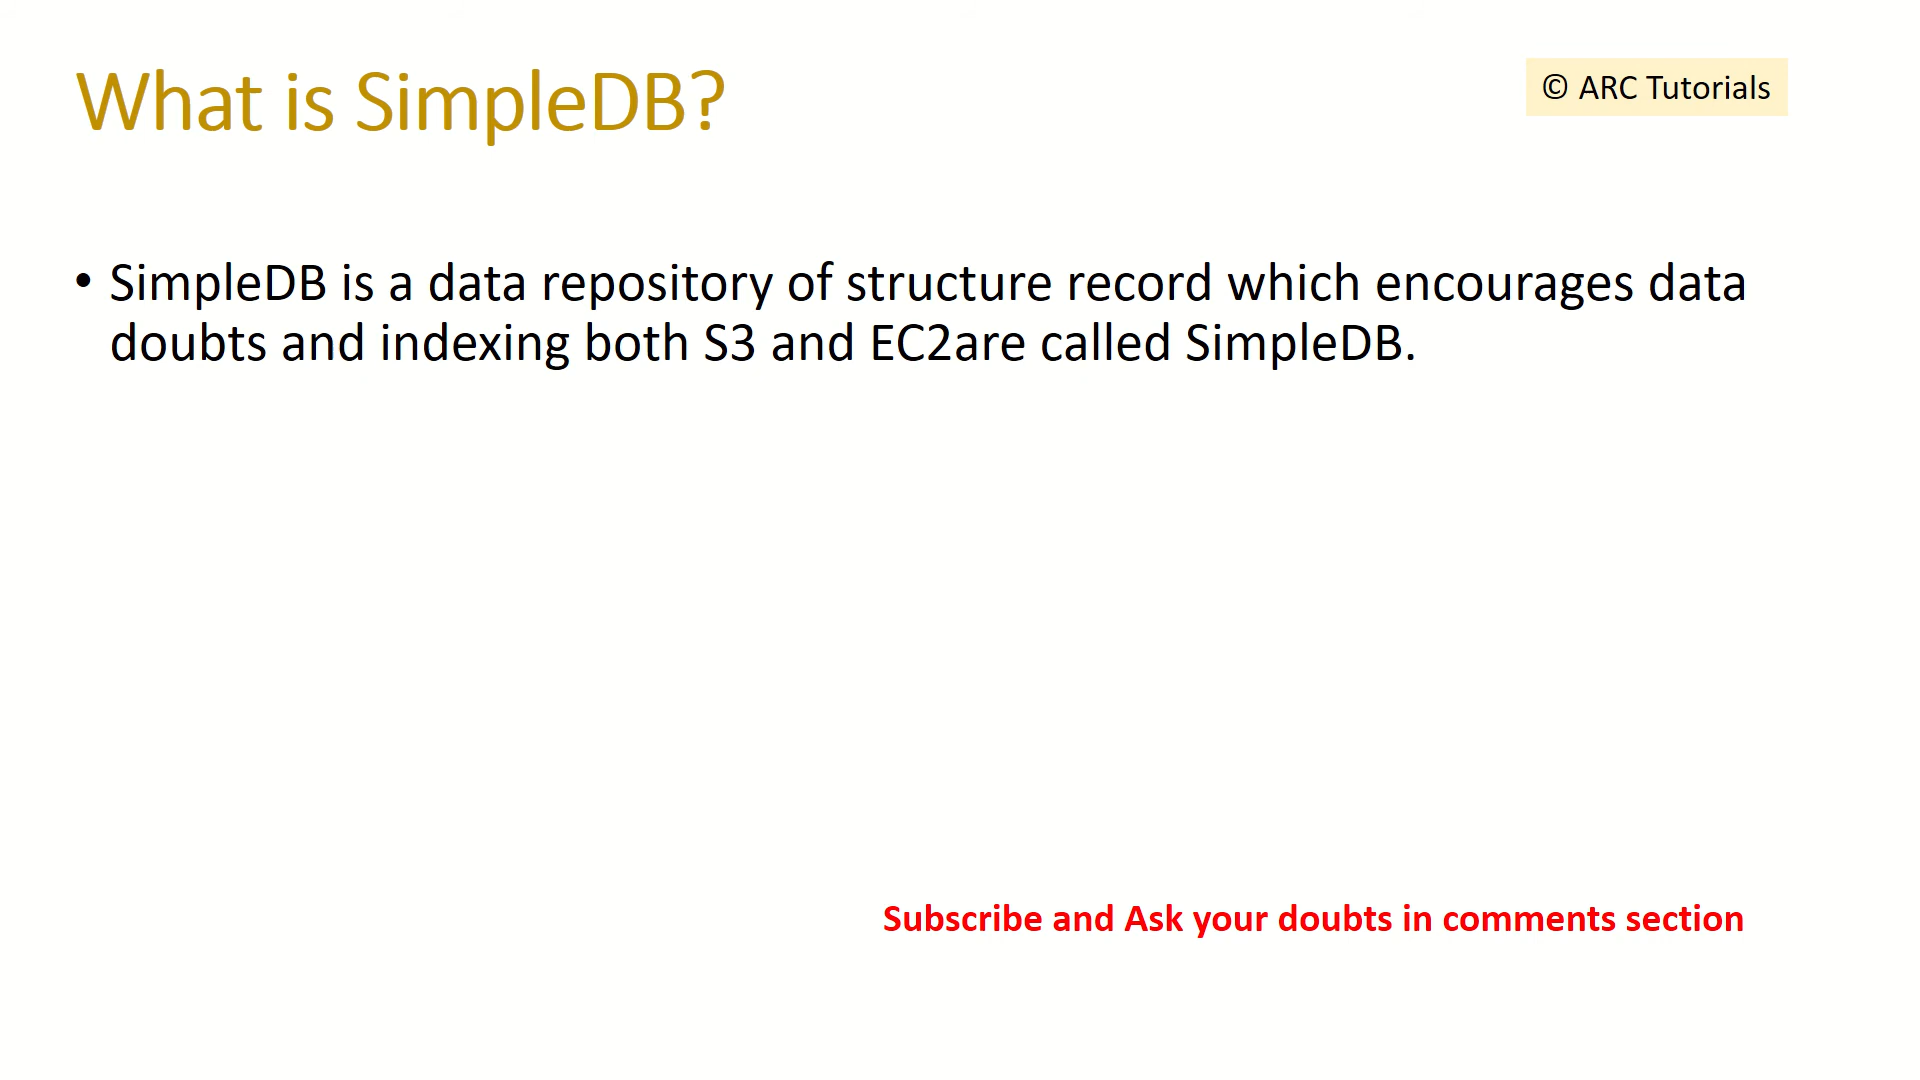 What is SimpleDB?
© ARC Tutorials
• SimpleDB is a data repository of structure record which encourages data
doubts and indexing both S3 and EC2are called SimpleDB.
Subscribe and Ask your doubts in comments section